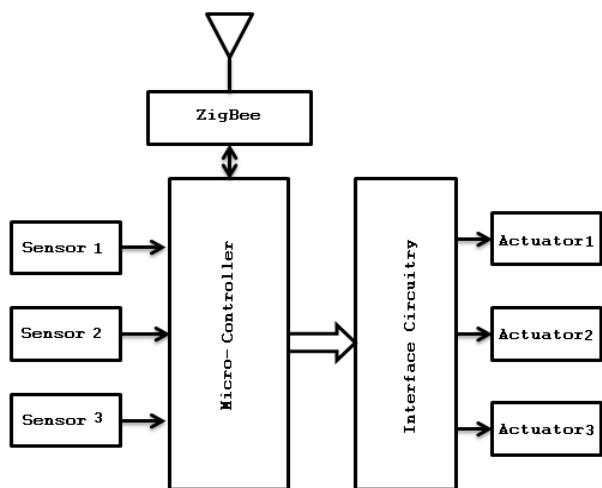 ZigBee
Sensor 1
Sensor 2
Sensor 3
Micro-Controller
Interface Circuitry
Actuator1
Actuator2
Actuator3